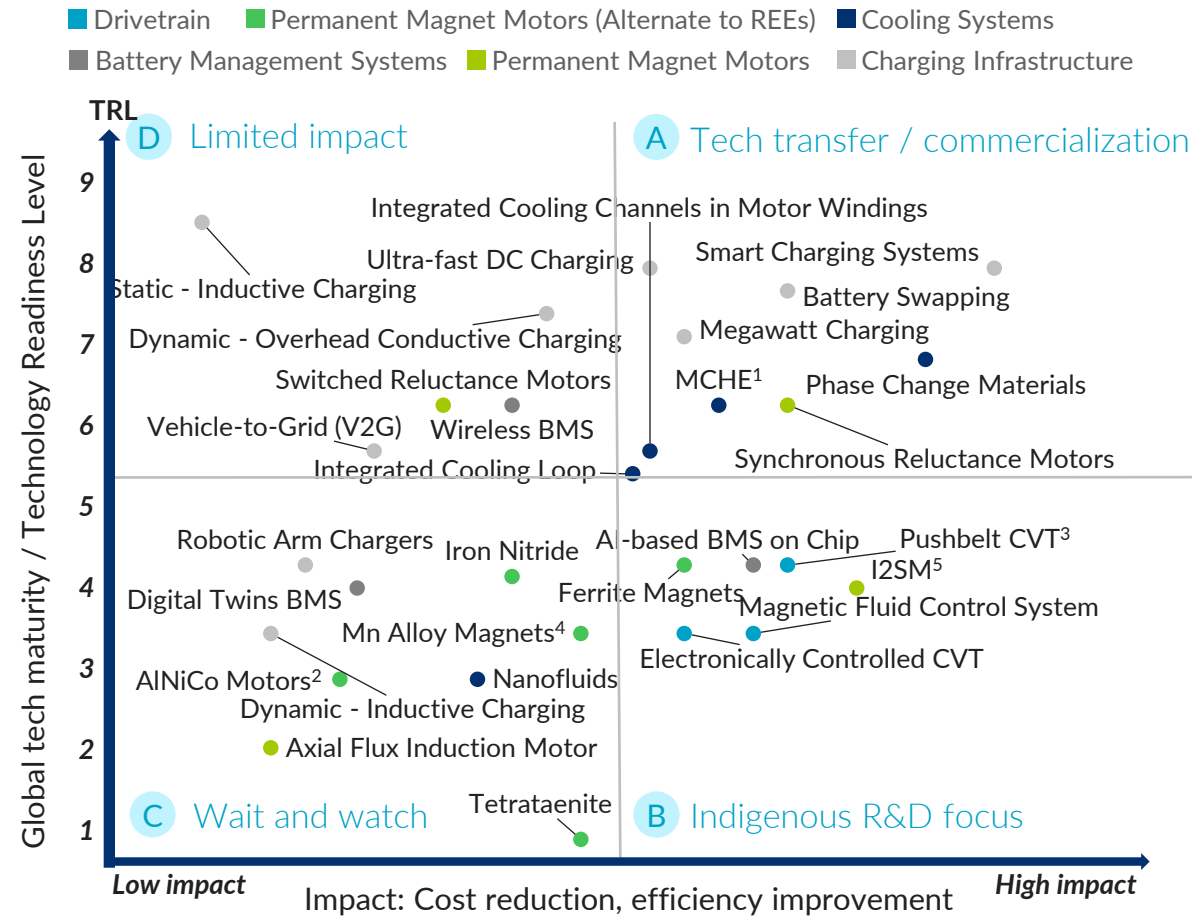 Drivetrain
Permanent Magnet Motors (Alternate to REEs)
Cooling Systems
Battery Management Systems
Permanent Magnet Motors
Charging Infrastructure
TRL
D Limited impact
A Tech transfer / commercialization
Global tech maturity / Technology Readiness Level
9
8
7
6
5
4
3
2
1
Integrated Cooling Channels in Motor Windings
Ultra-fast DC Charging
Smart Charging Systems
Static - Inductive Charging
Battery Swapping
Dynamic - Overhead Conductive Charging
Megawatt Charging
Switched Reluctance Motors
MCHE¹
Phase Change Materials
Vehicle-to-Grid (V2G)
Wireless BMS
Synchronous Reluctance Motors
Integrated Cooling Loop
Robotic Arm Chargers
Iron Nitride
AI-based BMS on Chip
Pushbelt CVT³
I2SM⁵
Digital Twins BMS
Ferrite Magnets
Magnetic Fluid Control System
Mn Alloy Magnets⁴
Electronically Controlled CVT
AlNiCo Motors²
Nanofluids
Dynamic - Inductive Charging
Axial Flux Induction Motor
Tetrataenite
C Wait and watch
B Indigenous R&D focus
Low impact
Impact: Cost reduction, efficiency improvement
High impact